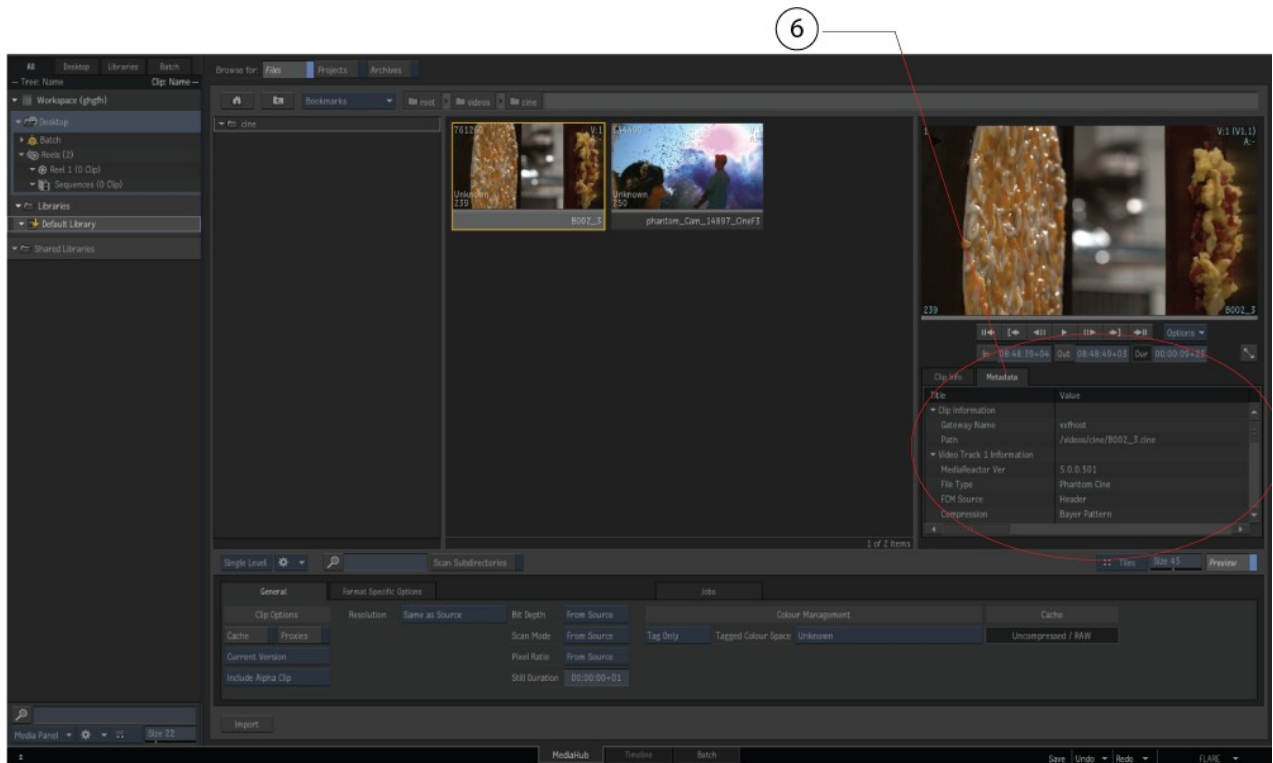 6
All Desktop Libraries Batch
— Tree: Name Clip: Name —
Workspace (ghgfh)
Desktop
Batch
Reels (2)
Reel 1 (0 Clip)
Sequences (0 Clip)
Libraries
Default Library
Shared Libraries
Browse for: Files Projects Archives
Bookmarks root videos cine
cine
761260 V:1
Unknown
239
B002_3
Unknown
250
phantom_Cam_14897_CineF3
1 of 2 items
1 V:1 (V1.1)
A:-
239 B002_3
Options
In 08:48:39+04 Out 08:48:49+03 Dur 00:00:09+23
Clip Info Metadata
Title Value
Clip Information
Gateway Name wfhost
Path /videos/cine/B002_3.cine
Video Track 1 Information
MediaReactor Ver 5.0.0.501
File Type Phantom Cine
FCM Source Header
Compression Bayer Pattern
Single Level Scan Subdirectories Tiles Size 43 Preview
General Format Specific Options Jobs
Clip Options Resolution Same as Source Bit Depth From Source Colour Management Cache
Cache Proxies Scan Mode From Source Tag Only Tagged Colour Space Unknown Uncompressed / RAW
Current Version Pixel Ratio From Source
Include Alpha Clip Still Duration 00:00:00+01
Import
Media Panel Size 22
MediaHub Timeline Batch Save Undo Redo FLARE